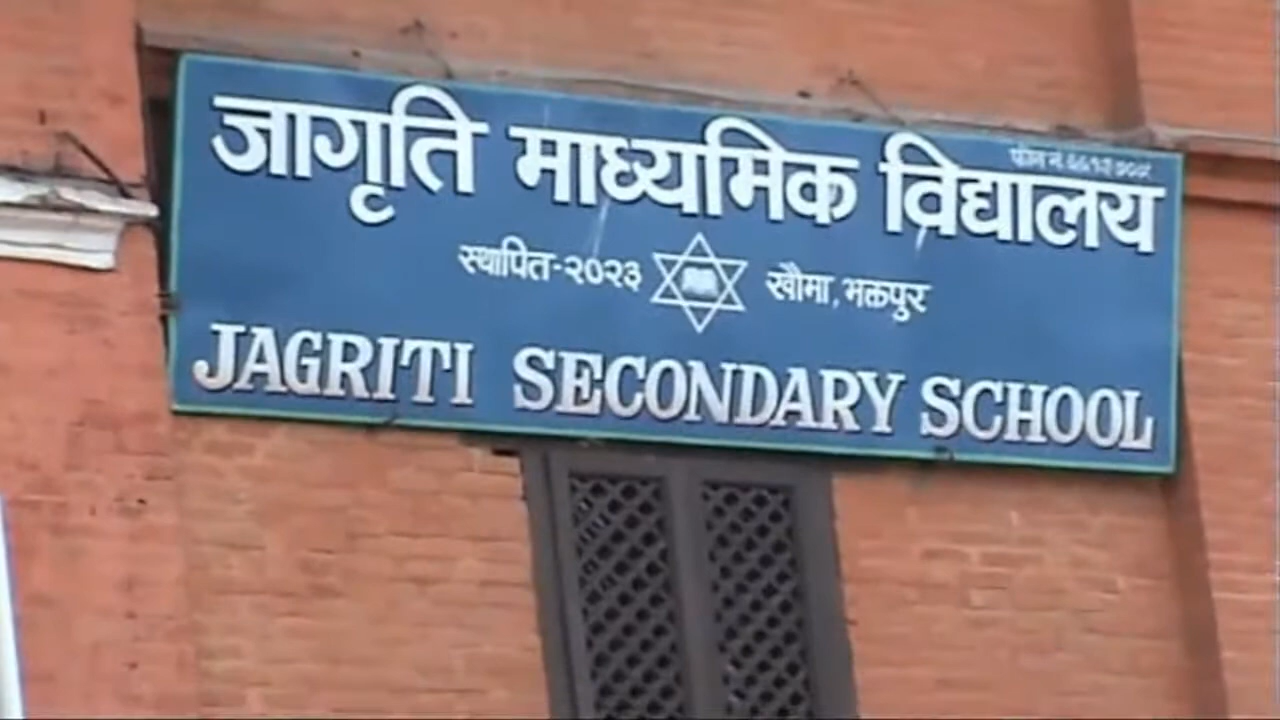 जागृति माध्यमिक विद्यालय
फोन नं.
स्थापित-२०२३ खौमा, भक्तपुर
JAGRITI SECONDARY SCHOOL